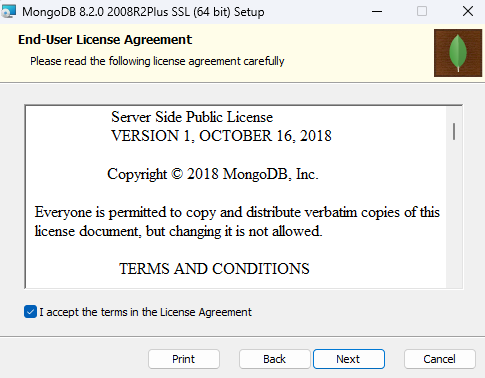 MongoDB 8.2.0 2008R2Plus SSL (64 bit) Setup
End-User License Agreement
Please read the following license agreement carefully
Server Side Public License
VERSION 1, OCTOBER 16, 2018
Copyright © 2018 MongoDB, Inc.
Everyone is permitted to copy and distribute verbatim copies of this
license document, but changing it is not allowed.
TERMS AND CONDITIONS
I accept the terms in the License Agreement
Print
Back
Next
Cancel